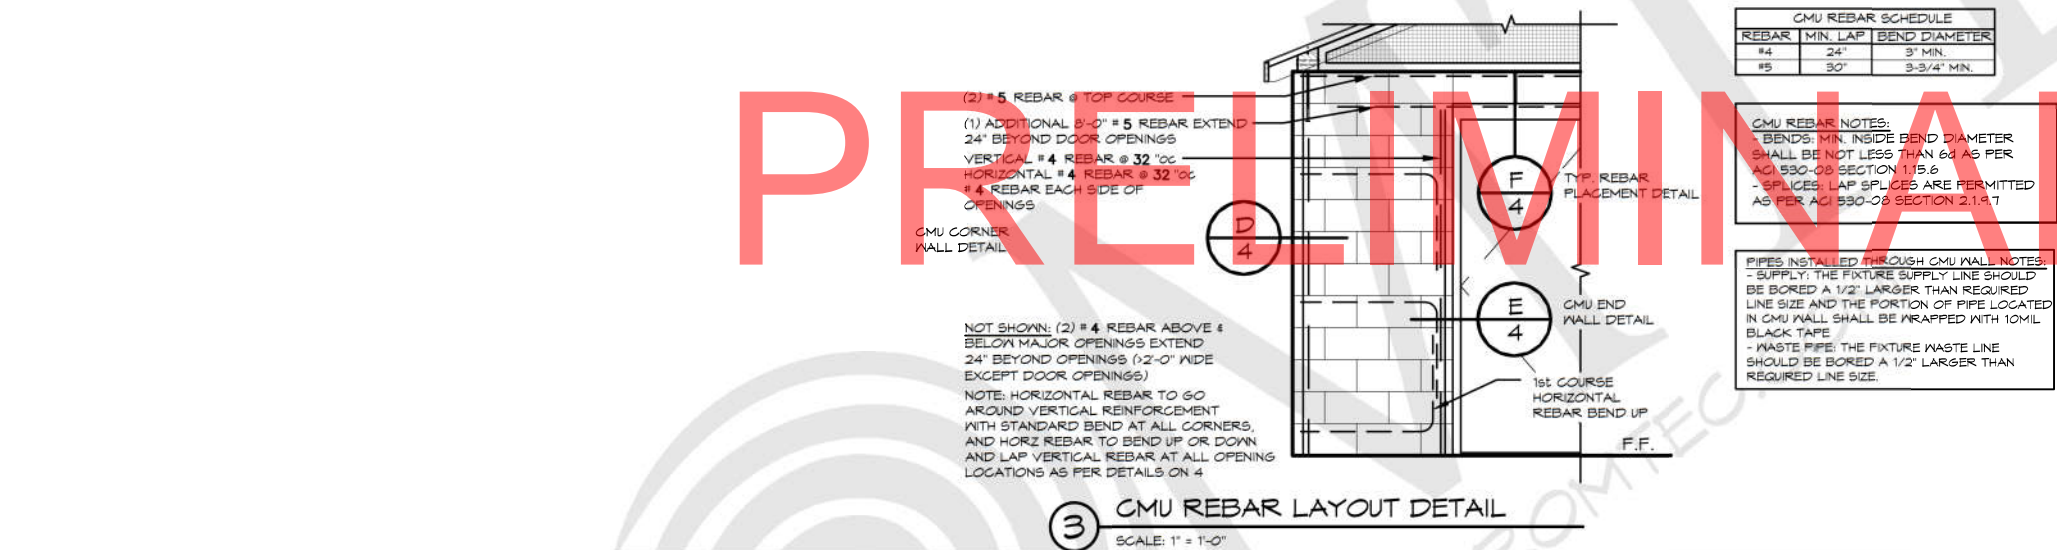 (2) #5 REBAR @ TOP COURSE
(1) ADDITIONAL 8'-0" #5 REBAR EXTEND
24" BEYOND DOOR OPENINGS
VERTICAL #4 REBAR @ 32 "oc
HORIZONTAL #4 REBAR @ 32 "oc
#4 REBAR EACH SIDE OF
OPENINGS
CMU CORNER
WALL DETAIL
D
4
F
4
TYP. REBAR
PLACEMENT DETAIL
E
4
CMU END
WALL DETAIL
1st COURSE
HORIZONTAL
REBAR BEND UP
F.F.
NOT SHOWN: (2) #4 REBAR ABOVE &
BELOW MAJOR OPENINGS EXTEND
24" BEYOND OPENINGS (>2'-0" WIDE
EXCEPT DOOR OPENINGS)
NOTE: HORIZONTAL REBAR TO GO
AROUND VERTICAL REINFORCEMENT
WITH STANDARD BEND AT ALL CORNERS,
AND HORZ REBAR TO BEND UP OR DOWN
AND LAP VERTICAL REBAR AT ALL OPENING
LOCATIONS AS PER DETAILS ON 4
3 CMU REBAR LAYOUT DETAIL
SCALE: 1" = 1'-0"
CMU REBAR SCHEDULE
REBAR MIN. LAP BEND DIAMETER
#4 24" 3" MIN.
#5 30" 3-3/4" MIN.
CMU REBAR NOTES:
- BENDS: MIN. INSIDE BEND DIAMETER
SHALL BE NOT LESS THAN 6d AS PER
ACI 530-08 SECTION 1.15.6
- SPLICES: LAP SPLICES ARE PERMITTED
AS PER ACI 530-08 SECTION 2.1.9.7
PIPES INSTALLED THROUGH CMU WALL NOTES:
- SUPPLY: THE FIXTURE SUPPLY LINE SHOULD
BE BORED A 1/2" LARGER THAN REQUIRED
LINE SIZE AND THE PORTION OF PIPE LOCATED
IN CMU WALL SHALL BE WRAPPED WITH 10MIL
BLACK TAPE
- WASTE PIPE: THE FIXTURE WASTE LINE
SHOULD BE BORED A 1/2" LARGER THAN
REQUIRED LINE SIZE.
PRELIMINA